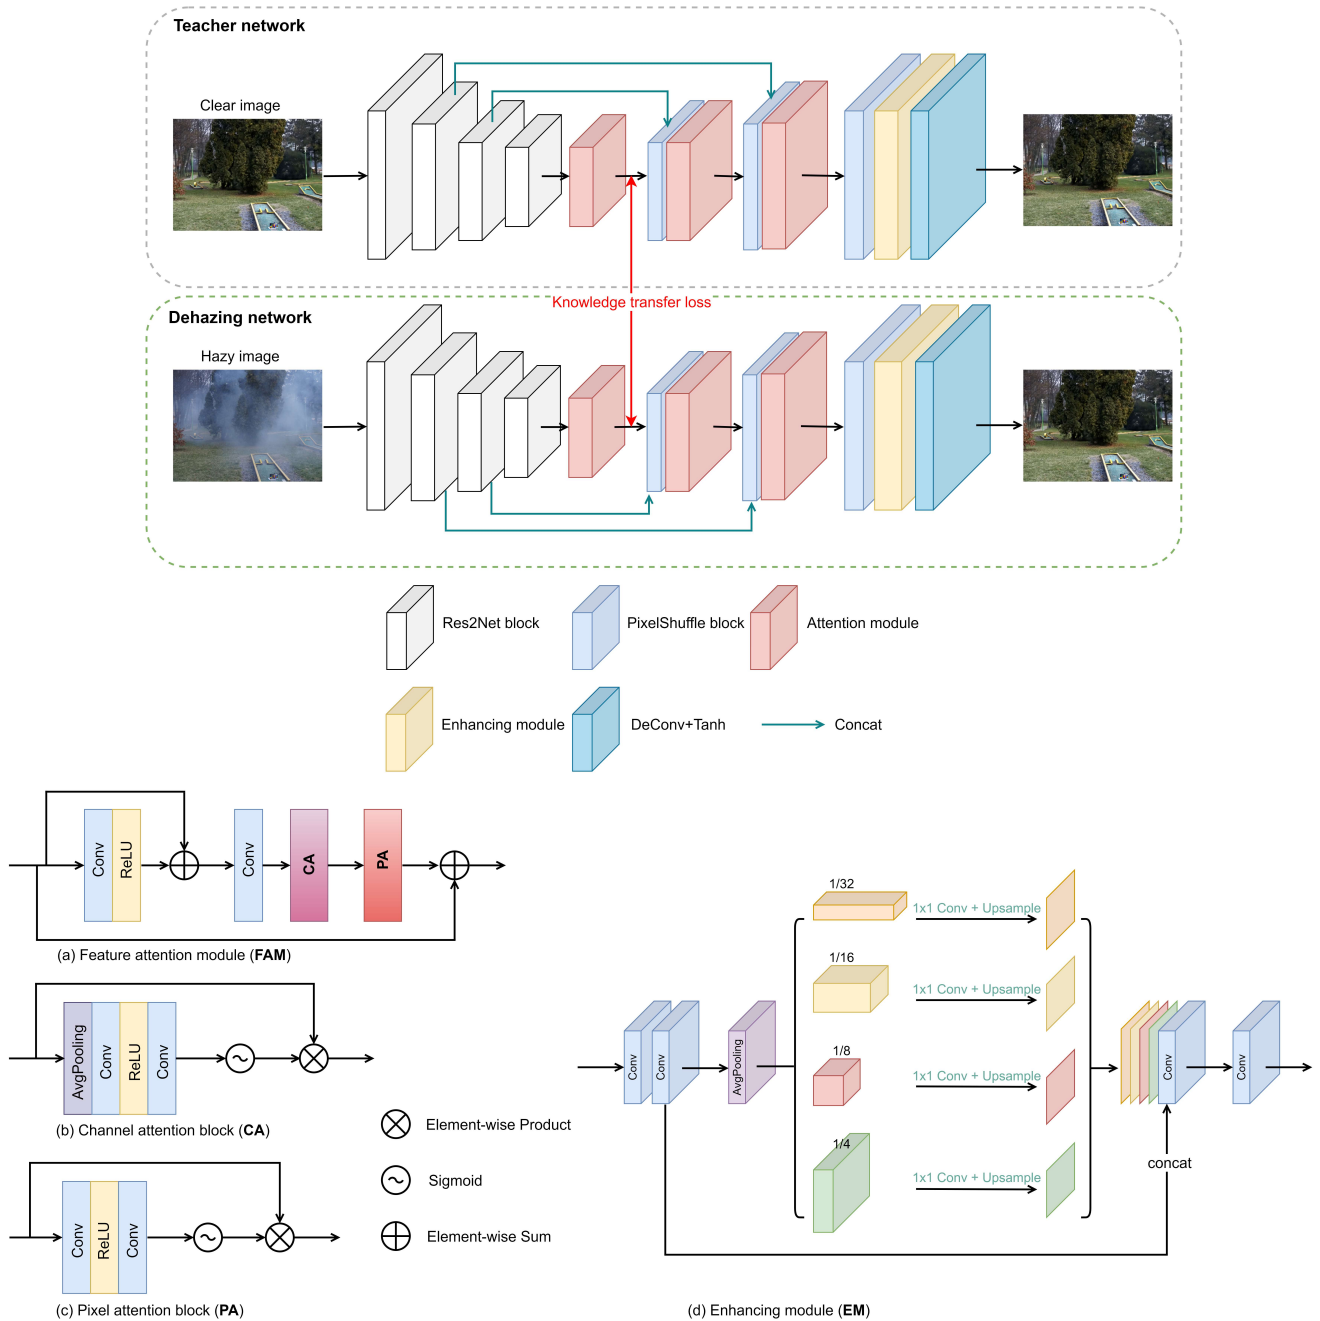 Teacher network
Clear image
Knowledge transfer loss
Dehazing network
Hazy image
Res2Net block
PixelShuffle block
Attention module
Enhancing module
DeConv+Tanh
Concat
Conv
ReLU
Conv
CA
PA
(a) Feature attention module (FAM)
AvgPooling
Conv
ReLU
Conv
(b) Channel attention block (CA)
Conv
ReLU
Conv
(c) Pixel attention block (PA)
Element-wise Product
Sigmoid
Element-wise Sum
Conv
Conv
AvgPooling
1/32
1x1 Conv + Upsample
1/16
1x1 Conv + Upsample
1/8
1x1 Conv + Upsample
1/4
1x1 Conv + Upsample
Conv
Conv
concat
(d) Enhancing module (EM)